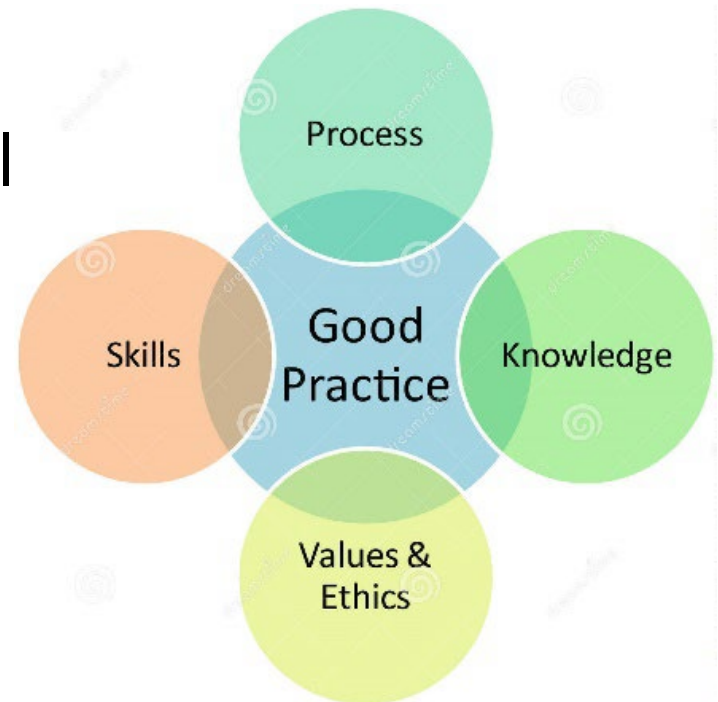 Process
Skills
Good
Practice
Knowledge
Values &
Ethics